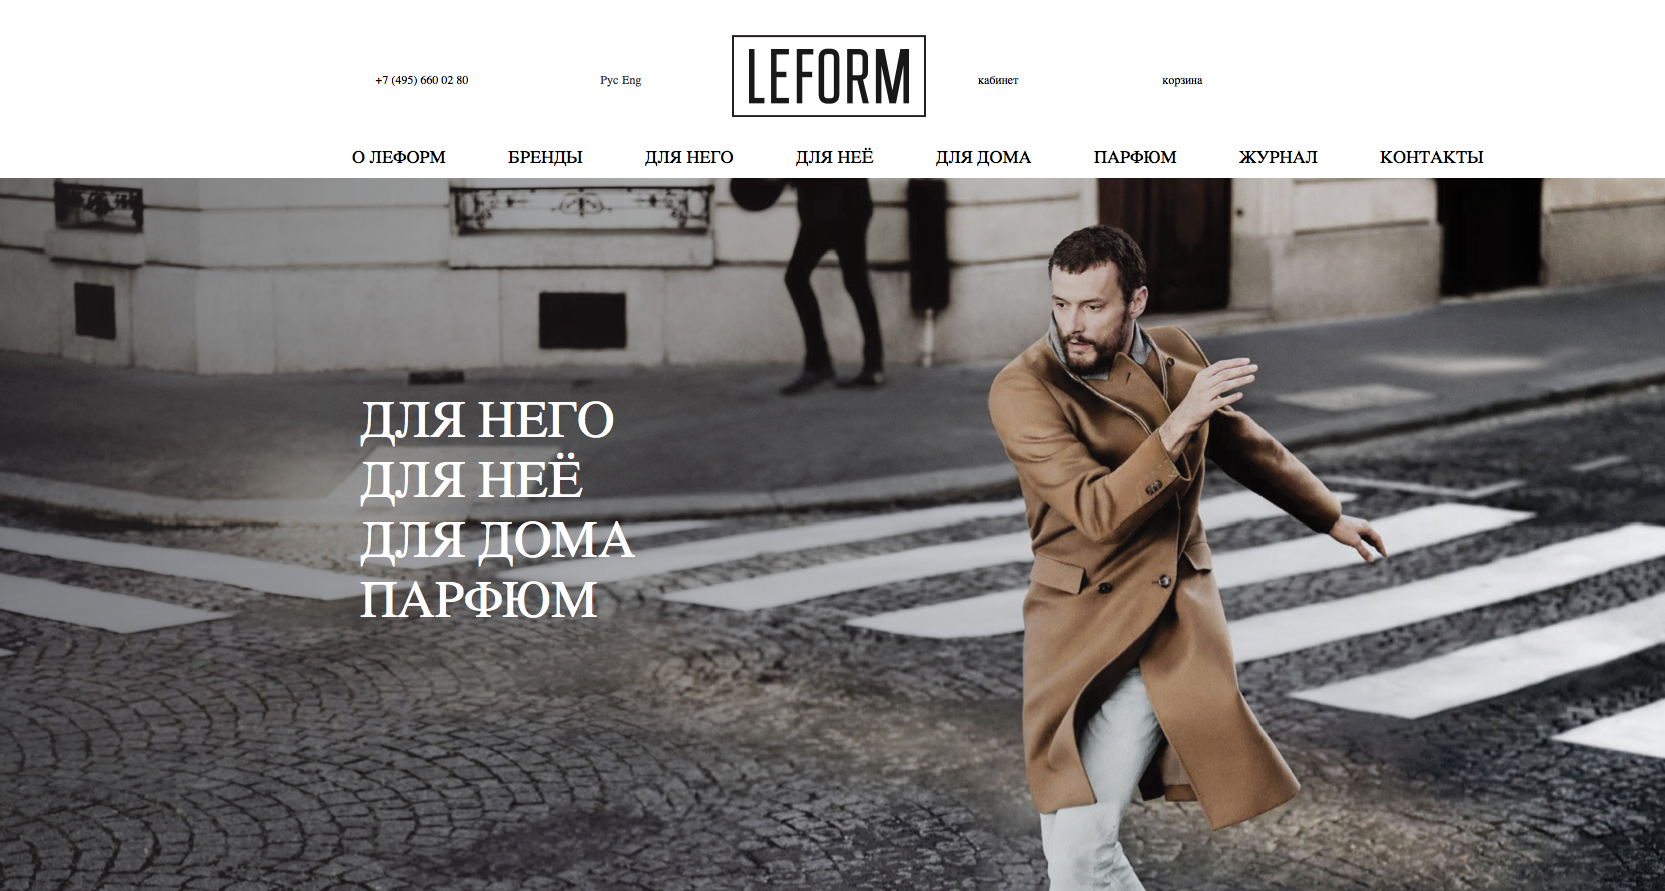 +7 (495) 660 02 80
Рус Eng
LEFORM
кабинет
корзина
О ЛЕФОРМ
БРЕНДЫ
ДЛЯ НЕГО
ДЛЯ НЕЁ
ДЛЯ ДОМА
ПАРФЮМ
ЖУРНАЛ
КОНТАКТЫ
ДЛЯ НЕГО
ДЛЯ НЕЁ
ДЛЯ ДОМА
ПАРФЮМ